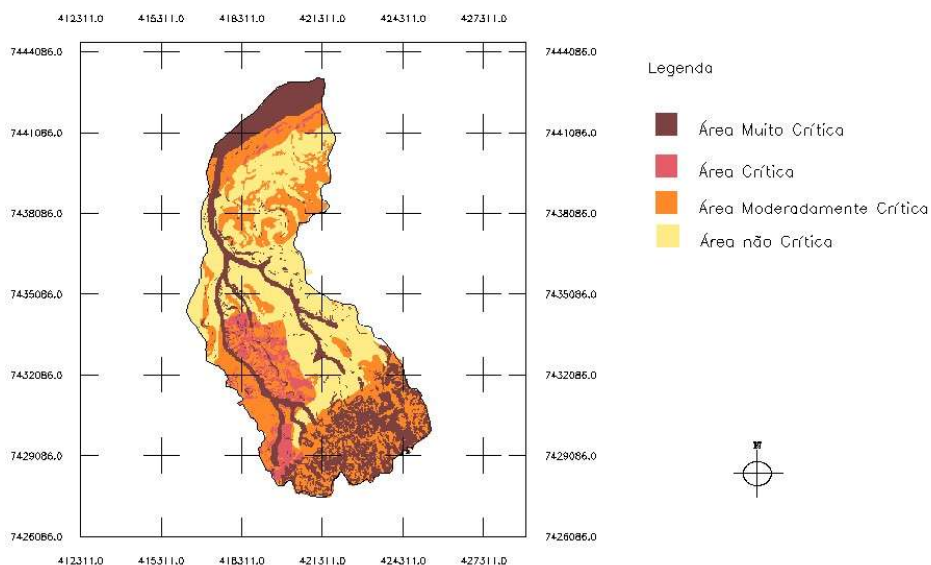 412311.0 415311.0 418311.0 421311.0 424311.0 427311.0
7444086.0 7444086.0
Legenda
7441086.0 7441086.0
Área Muito Crítica
Área Crítica
7438086.0 7438086.0
Área Moderadamente Crítica
Área não Crítica
7435086.0 7435086.0
7432086.0 7432086.0
N
7429086.0 7429086.0
7426086.0 7426086.0
412311.0 415311.0 418311.0 421311.0 424311.0 427311.0